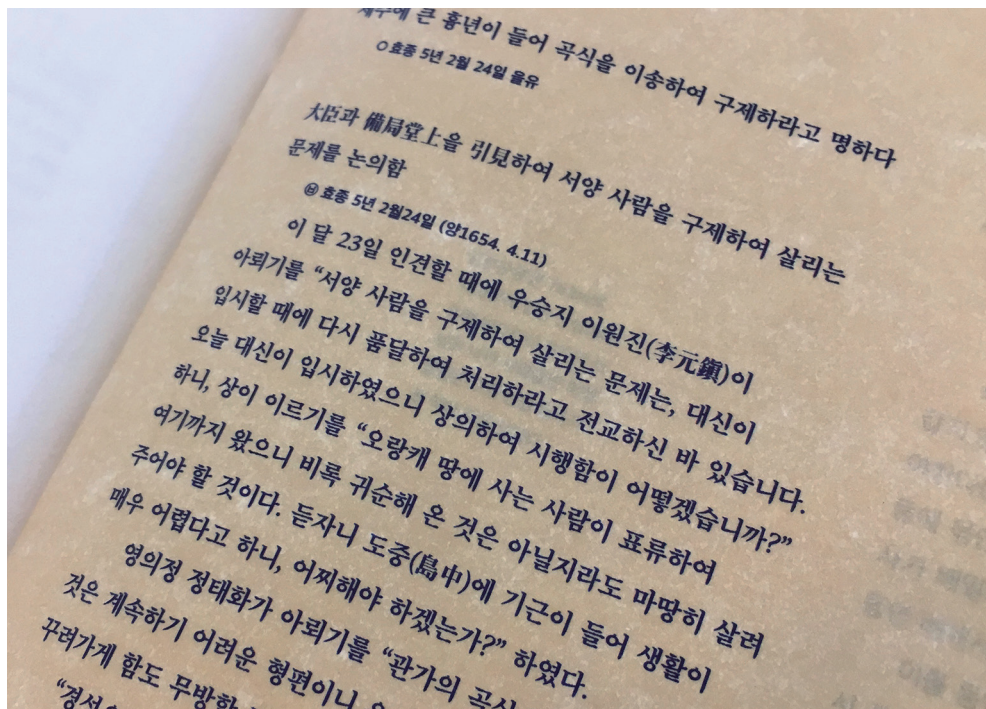 제주에 큰 흉년이 들어 곡식을 이송하여 구제하라고 명하다
○ 효종 5년 2월 24일 을유
大臣과 備局堂上을 引見하여 서양 사람을 구제하여 살리는
문제를 논의함
㉥ 효종 5년 2월24일 (양1654. 4.11)
이 달 23일 인견할 때에 우승지 이원진(李元鎭)이
아뢰기를 “서양 사람을 구제하여 살리는 문제는, 대신이
입시할 때에 다시 품달하여 처리하라고 전교하신 바 있습니다.
오늘 대신이 입시하였으니 상의하여 시행함이 어떻겠습니까?”
하니, 상이 이르기를 “오랑캐 땅에 사는 사람이 표류하여
여기까지 왔으니 비록 귀순해 온 것은 아닐지라도 마땅히 살려
주어야 할 것이다. 듣자니 도중(島中)에 기근이 들어 생활이
매우 어렵다고 하니, 어찌해야 하겠는가?” 하였다.
영의정 정태화가 아뢰기를 “관가의 곡식
것은 계속하기 어려운 형편이니
꾸려가게 함도 무방한